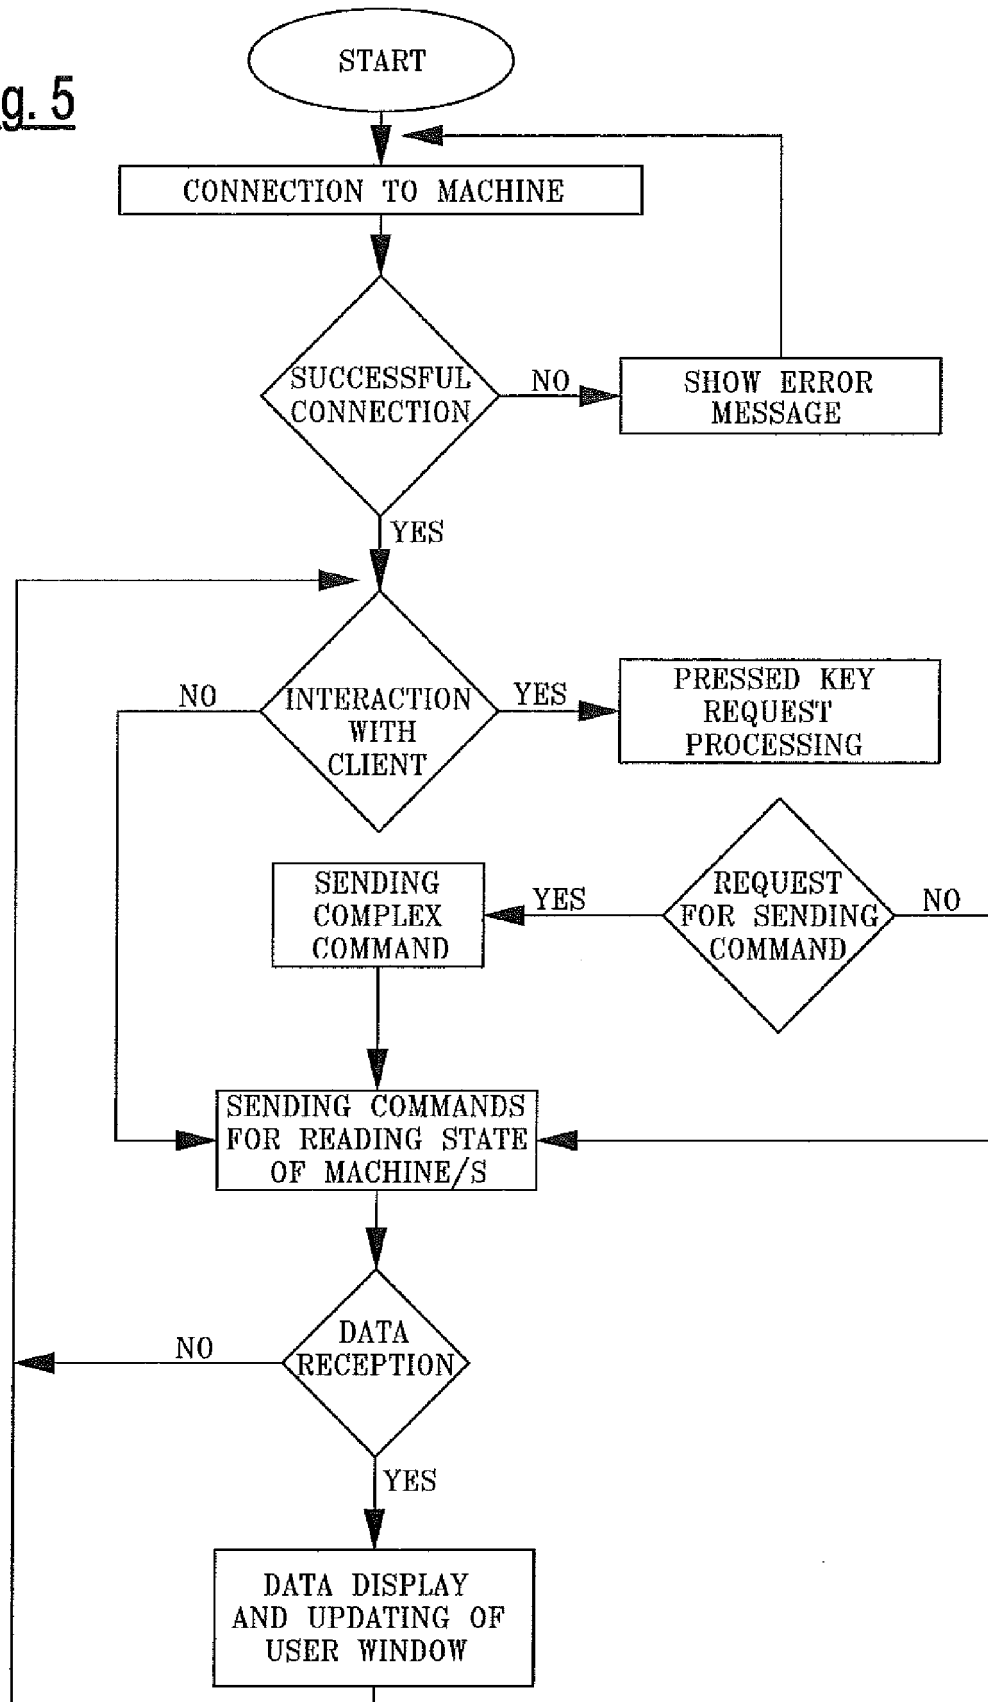 g. 5
START
CONNECTION TO MACHINE
SUCCESSFUL
CONNECTION
NO
SHOW ERROR
MESSAGE
YES
NO
INTERACTION
WITH
CLIENT
YES
PRESSED KEY
REQUEST
PROCESSING
SENDING
COMPLEX
COMMAND
YES
REQUEST
FOR SENDING
COMMAND
NO
SENDING COMMANDS
FOR READING STATE
OF MACHINE/S
NO
DATA
RECEPTION
YES
DATA DISPLAY
AND UPDATING OF
USER WINDOW